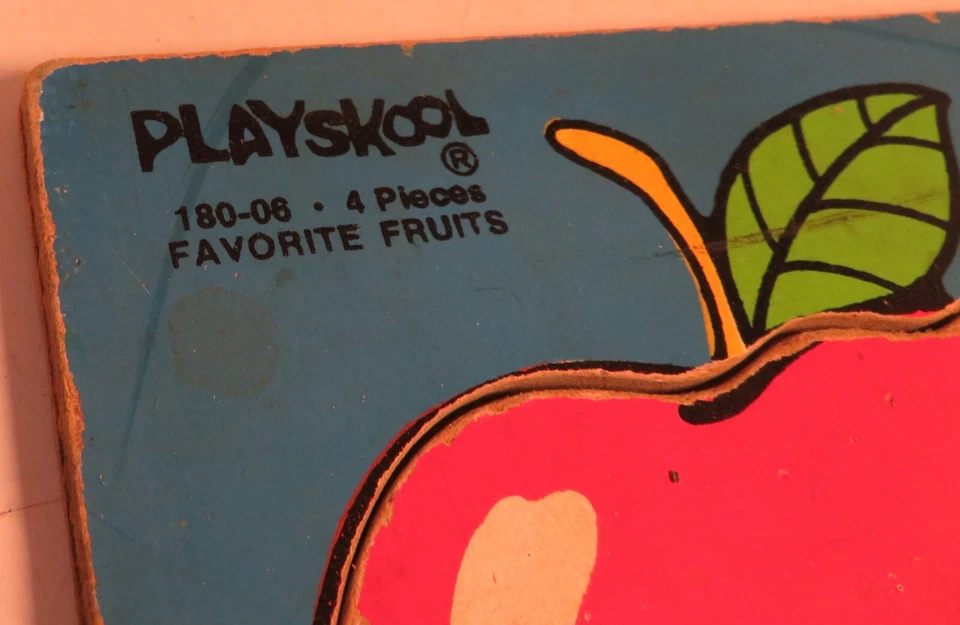 PLAYSKOOL
®
180-06 · 4 Pieces
FAVORITE FRUITS